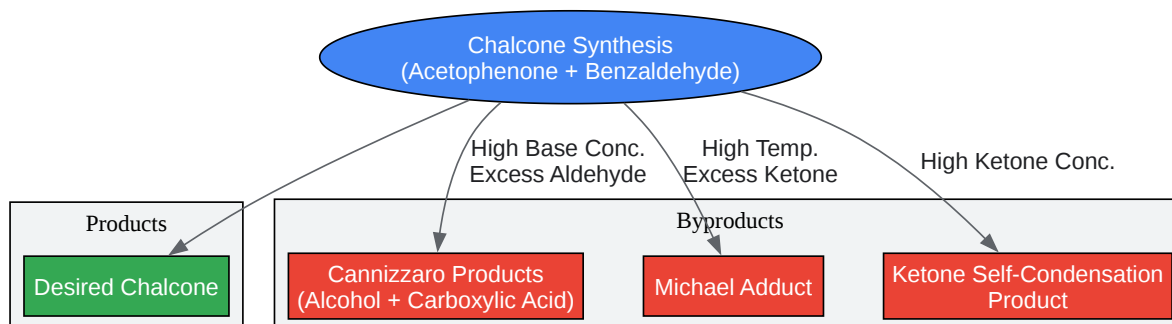 Chalcone Synthesis
(Acetophenone + Benzaldehyde)
High Base Conc.
Excess Aldehyde
High Temp.
Excess Ketone
High Ketone Conc.
Products
Byproducts
Desired Chalcone
Cannizzaro Products
(Alcohol + Carboxylic Acid)
Michael Adduct
Ketone Self-Condensation
Product